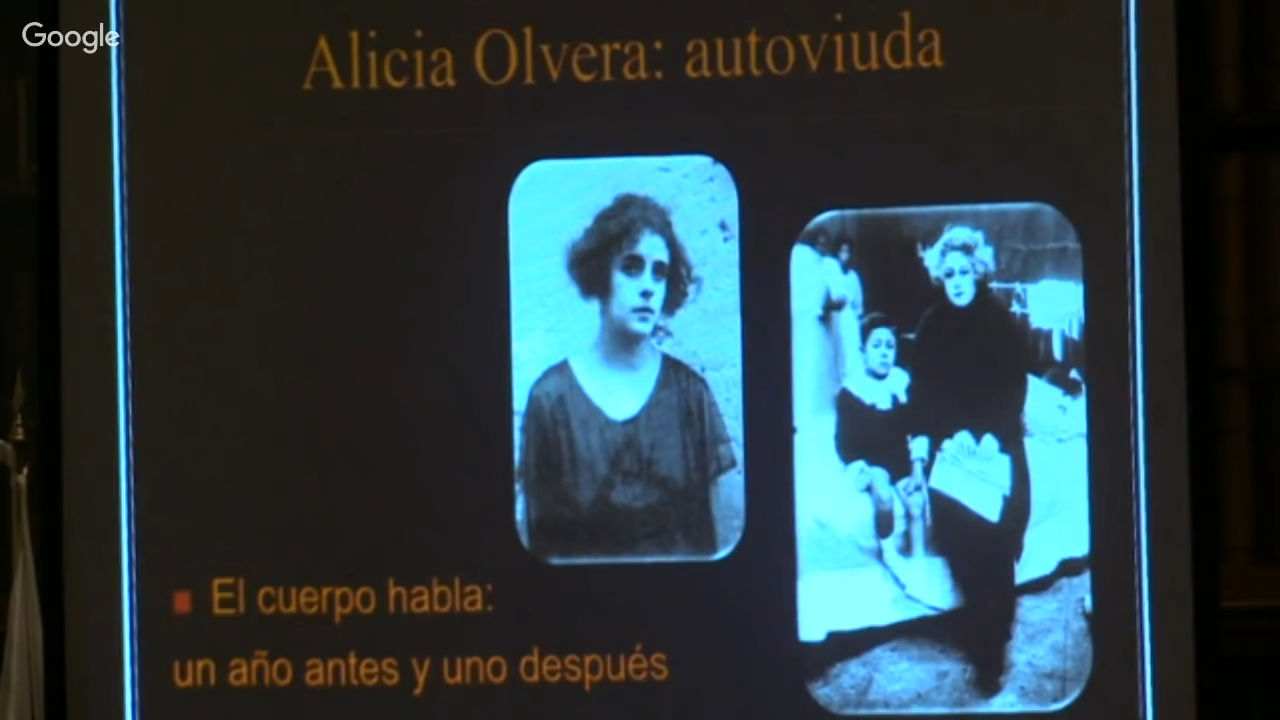 Google
Alicia Olvera: autoviuda
El cuerpo habla:
un año antes y uno después